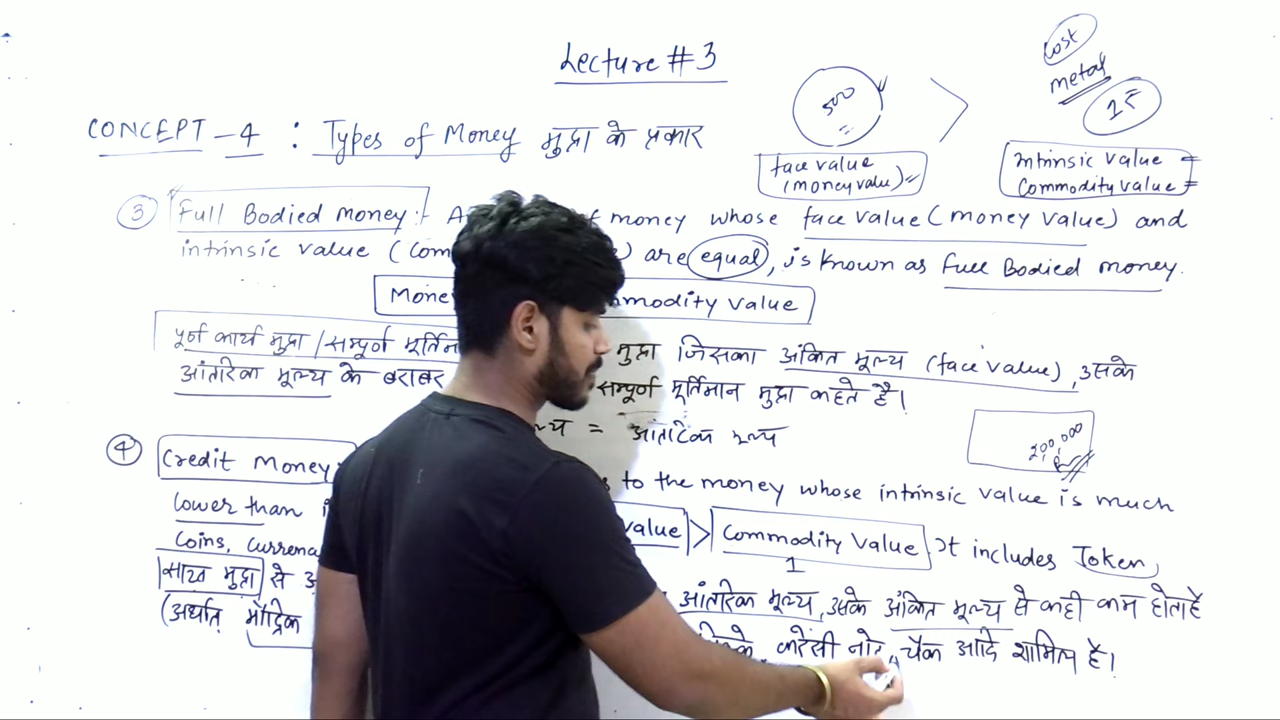 Lecture #3
CONCEPT-4 : Types of Money मुद्रा के प्रकार
500
cost
metal
1₹
face value
(money value)
intrinsic value
commodity value
③ Full Bodied money:- A money whose face value (money value) and
intrinsic value ( ) are equal, is known as full Bodied money.
commodity value
पूर्ण कार्य मुद्रा / सम्पूर्ण मुद्रा जिसका अंकित मूल्य (face value), उसके
आंतरिक मूल्य के बराबर सम्पूर्ण मूर्तिमान मुद्रा कहते है।
= आंतरिक मूल्य
200,000
④ Credit Money: to the money whose intrinsic value is much
lower than value > commodity value. It includes Token
1
coins,
साख मुद्रा से आंतरिक मूल्य, उसके अंकित मूल्य से कही कम होता है
(अर्थात् मौद्रिक करेंसी नोट, चैक आदि शामिल है।